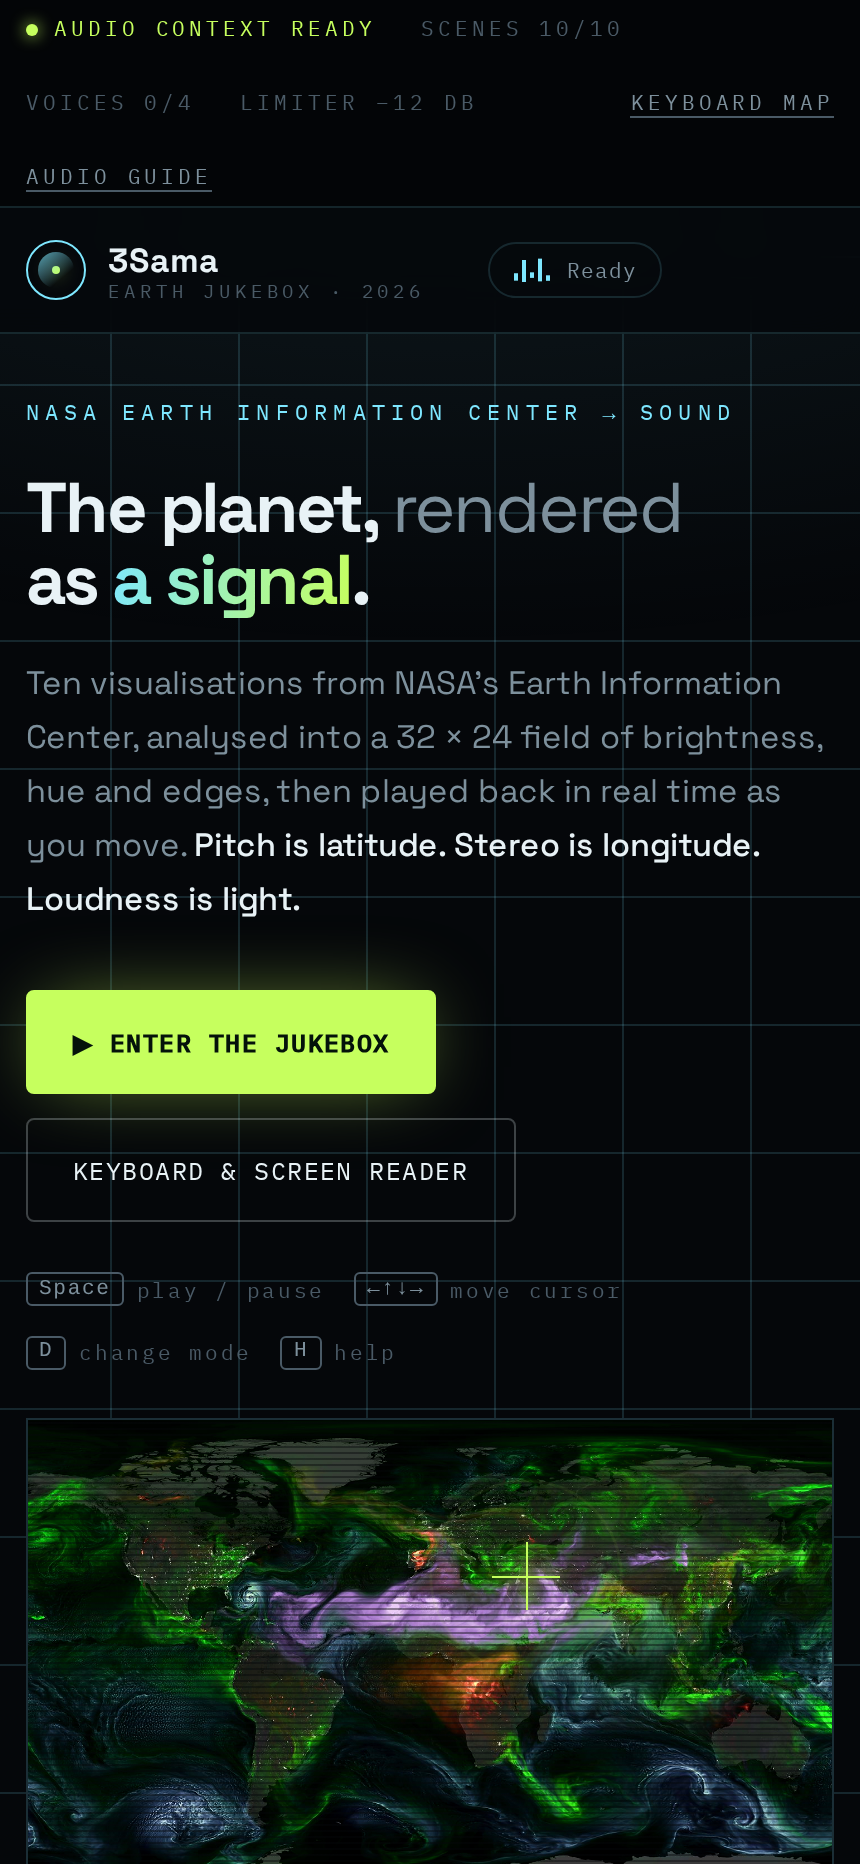 AUDIO CONTEXT READY SCENES 10/10
VOICES 0/4 LIMITER −12 DB KEYBOARD MAP
AUDIO GUIDE
3Sama
EARTH JUKEBOX · 2026
Ready
NASA EARTH INFORMATION CENTER → SOUND
The planet, rendered
as a signal.
Ten visualisations from NASA’s Earth Information
Center, analysed into a 32 × 24 field of brightness,
hue and edges, then played back in real time as
you move. Pitch is latitude. Stereo is longitude.
Loudness is light.
▶ ENTER THE JUKEBOX
KEYBOARD & SCREEN READER
Space play / pause ←↑↓→ move cursor
D change mode H help